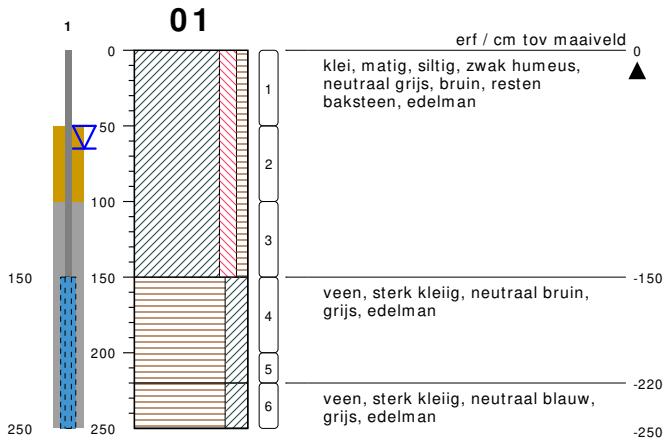 01
1
erf / cm tov maaiveld
0
0
klei, matig, siltig, zwak humeus,
neutraal grijs, bruin, resten
baksteen, edelman
1
50
2
100
3
150
150
-150
veen, sterk kleiig, neutraal bruin,
grijs, edelman
4
200
5
-220
veen, sterk kleiig, neutraal blauw,
grijs, edelman
6
250
250
-250